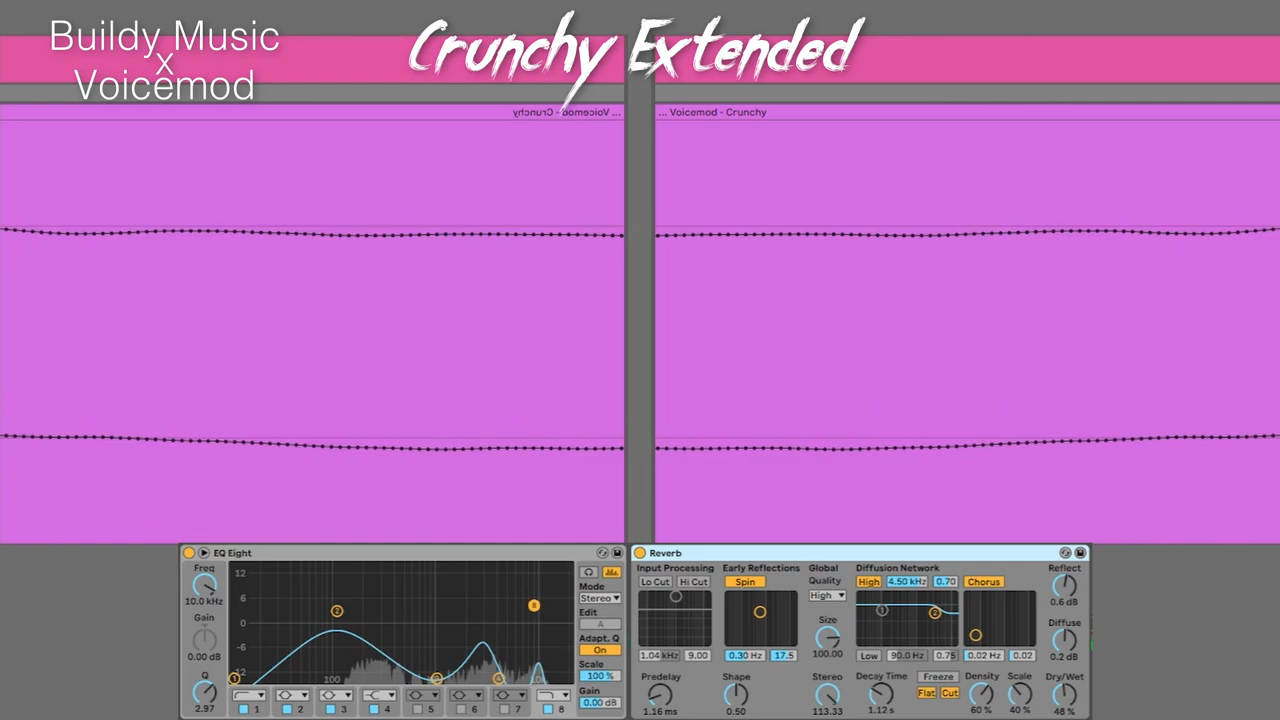 Buildy Music
x
Voicemod
Crunchy Extended
... Voicemod - Crunchy
... Voicemod - Crunchy
EQ Eight
Freq
10.0 kHz
Gain
0.00 dB
Q
2.97
12
6
0
-6
-12
100
2
8
1
4
1 2 3 4 5 6 7 8
Mode
Stereo
Edit
A
Adapt. Q
On
Scale
100 %
Gain
0.00 dB
Reverb
Input Processing
Lo Cut Hi Cut
1.04 kHz 9.00
Predelay
1.16 ms
Early Reflections
Spin
0.30 Hz 17.5
Shape
0.50
Global
Quality
High
Size
100.00
Stereo
113.33
Diffusion Network
High 4.50 kHz 0.70 Chorus
1
2
Low 90.0 Hz 0.75 0.02 Hz 0.02
Decay Time
1.12 s
Freeze
Flat Cut
Density
60 %
Scale
40 %
Reflect
0.6 dB
Diffuse
0.2 dB
Dry/Wet
48 %